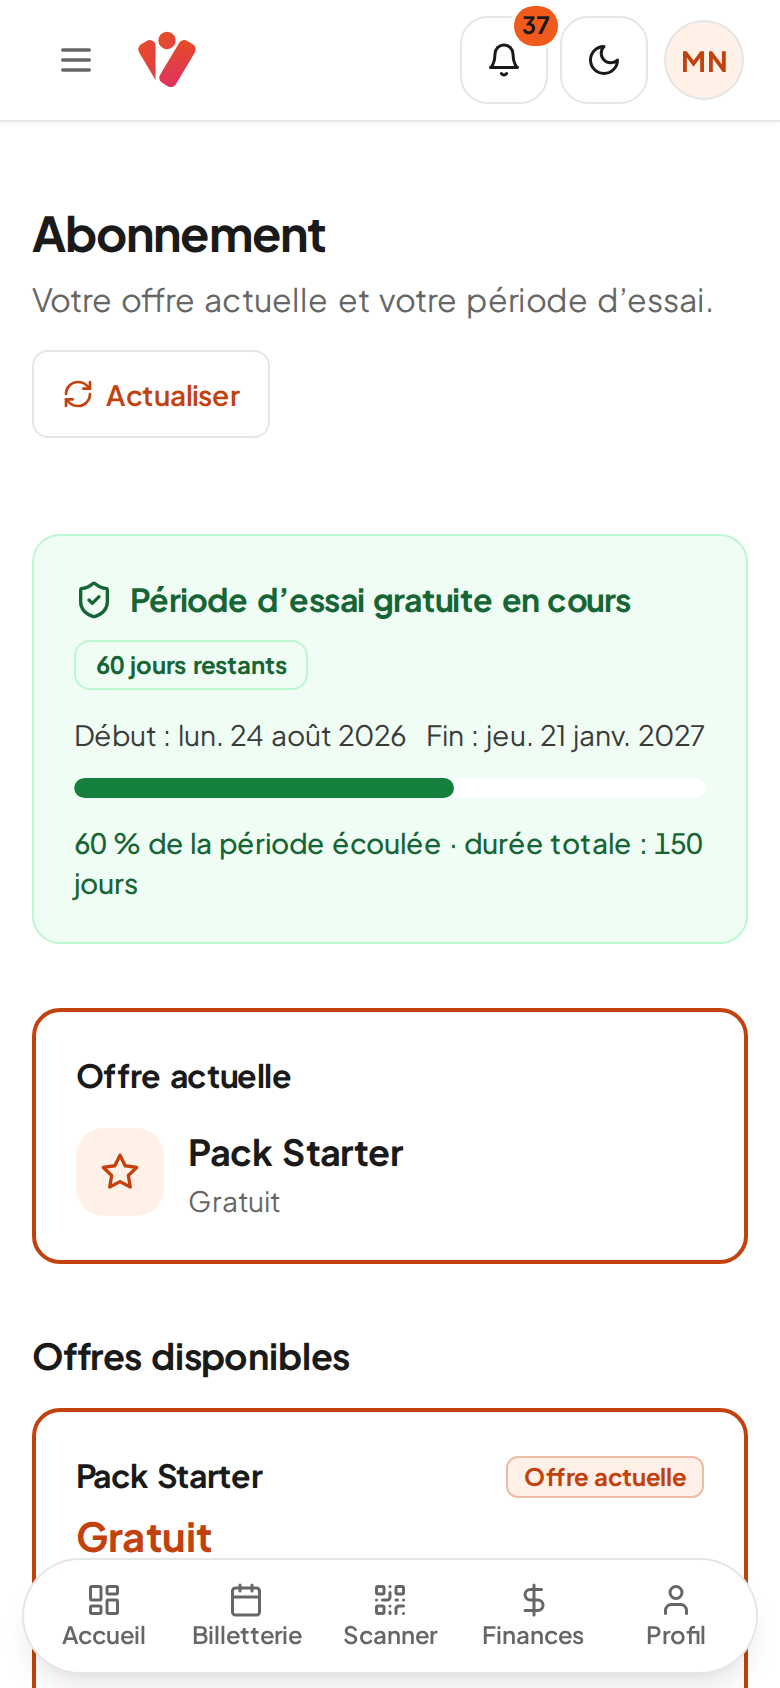 37
MN
Abonnement
Votre offre actuelle et votre période d’essai.
Actualiser
Période d’essai gratuite en cours
60 jours restants
Début : lun. 24 août 2026 Fin : jeu. 21 janv. 2027
60 % de la période écoulée · durée totale : 150
jours
Offre actuelle
Pack Starter
Gratuit
Offres disponibles
Pack Starter Offre actuelle
Gratuit
Accueil Billetterie Scanner Finances Profil